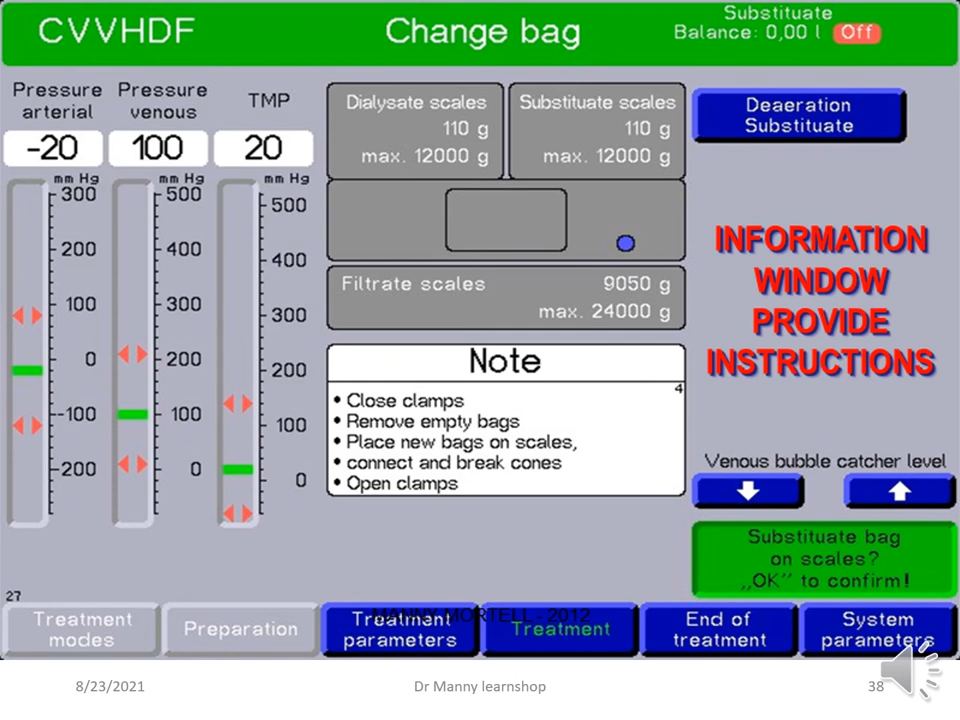 CVVHDF
Change bag
Substituate
Balance: 0,00 l Off
Pressure
arterial
Pressure
venous
TMP
-20
100
20
mm Hg
mm Hg
mm Hg
300
200
100
0
-100
-200
500
400
300
200
100
0
500
400
300
200
100
0
Dialysate scales
110 g
max. 12000 g
Substituate scales
110 g
max. 12000 g
Filtrate scales 9050 g
max. 24000 g
Note
4
• Close clamps
• Remove empty bags
• Place new bags on scales,
• connect and break cones
• Open clamps
Deaeration
Substituate
INFORMATION
WINDOW
PROVIDE
INSTRUCTIONS
Venous bubble catcher level
Substituate bag
on scales?
„OK” to confirm!
27
Treatment
modes
Preparation
Treatment
parameters
Treatment
End of
treatment
System
parameters
MANNY MORTELL - 2012
8/23/2021
Dr Manny learnshop
38